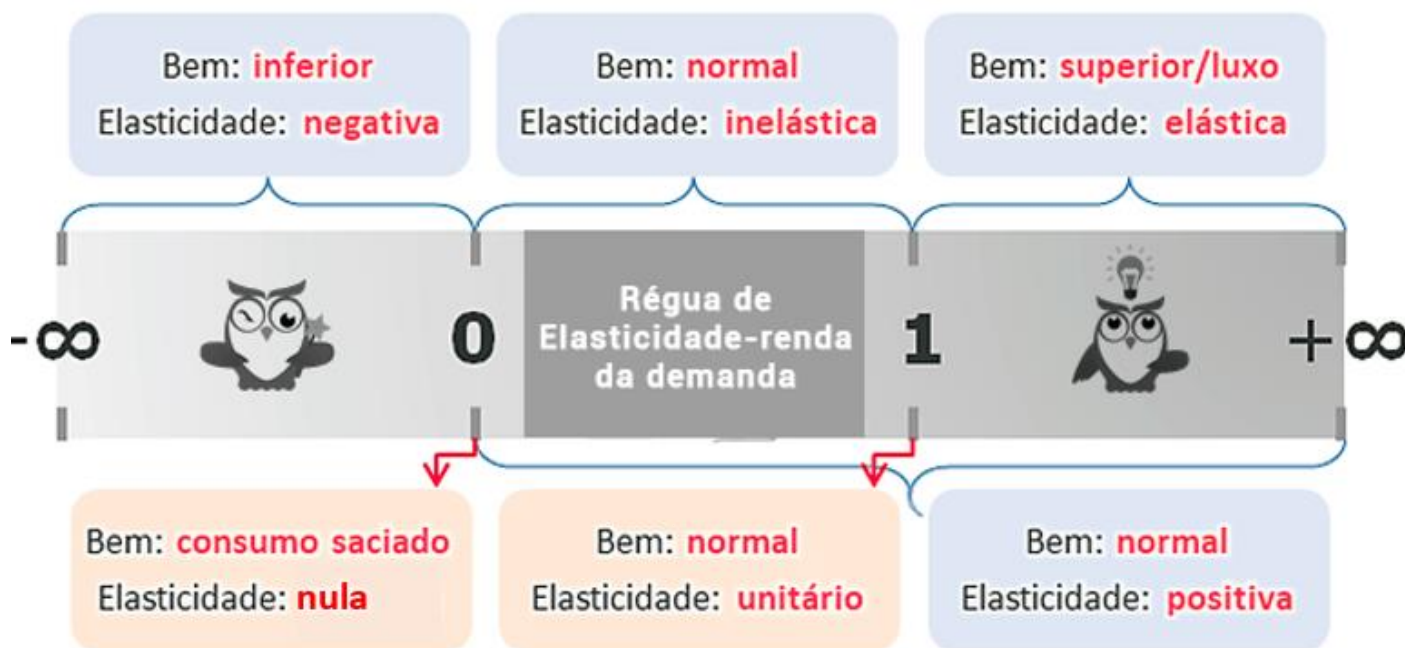 Bem: inferior
Elasticidade: negativa
Bem: normal
Elasticidade: inelástica
Bem: superior/luxo
Elasticidade: elástica
-∞
0
Régua de
Elasticidade-renda
da demanda
1
+∞
Bem: consumo saciado
Elasticidade: nula
Bem: normal
Elasticidade: unitário
Bem: normal
Elasticidade: positiva